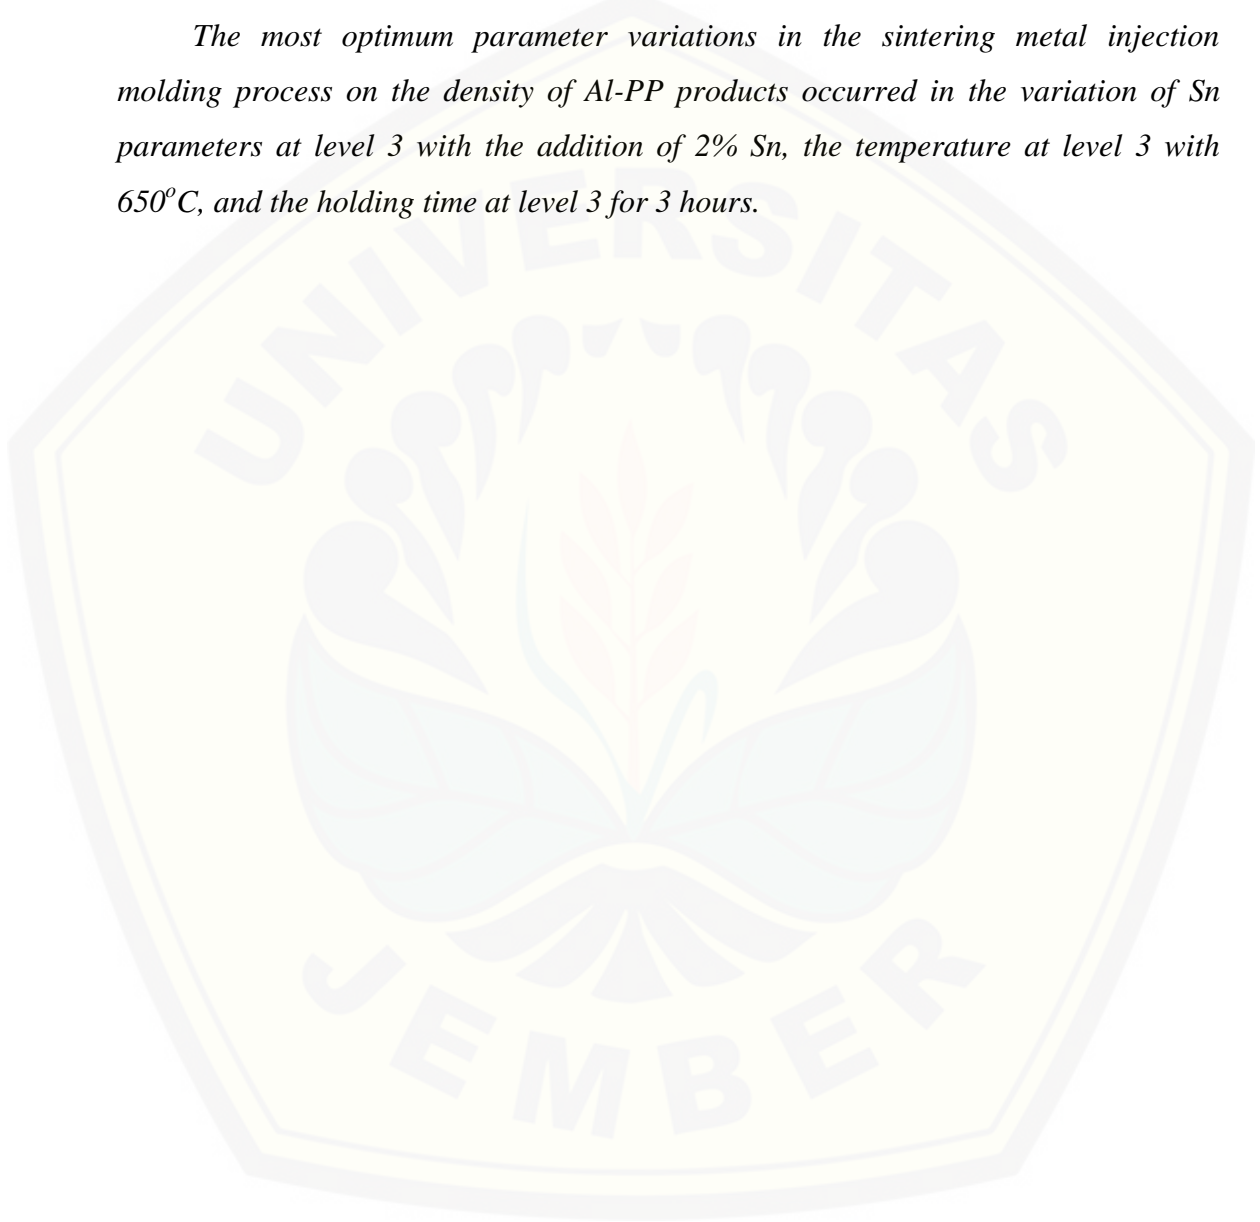 The most optimum parameter variations in the sintering metal injection
molding process on the density of Al-PP products occurred in the variation of Sn
parameters at level 3 with the addition of 2% Sn, the temperature at level 3 with
650°C, and the holding time at level 3 for 3 hours.
UNIVERSITAS
JEMBER